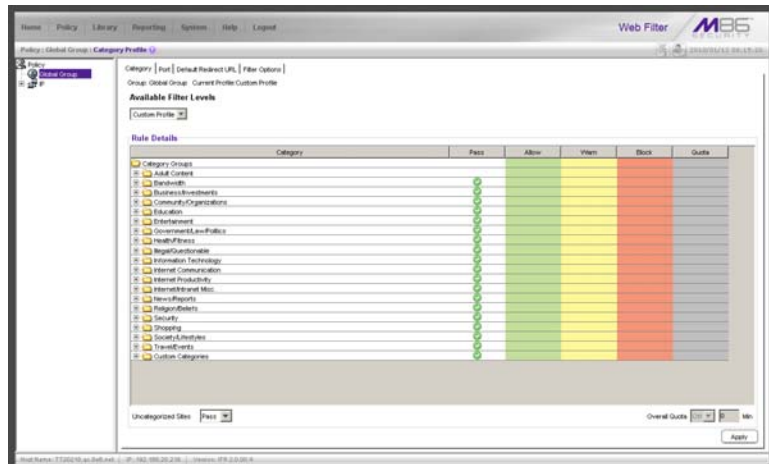 Home Policy Library Reporting System Help Logout
Web Filter
M86
SECURITY
Policy : Global Group : Category Profile
Policy
Global Group
IP
Category Port Default Redirect URL Filter Options
Group: Global Group Current Profile:Custom Profile
Available Filter Levels
Custom Profile
Rule Details
Category Pass Allow Warn Block Quota
Category Groups
Adult Content
Bandwidth
Business/Investments
Community/Organizations
Education
Entertainment
Government/Law/Politics
Health/Fitness
Illegal/Questionable
Information Technology
Internet Communication
Internet Productivity
Internet/Intranet Misc.
News/Reports
Religion/Beliefs
Security
Shopping
Society/Lifestyles
Travel/Events
Custom Categories
Uncategorized Sites Pass
Overall Quota Min
Apply